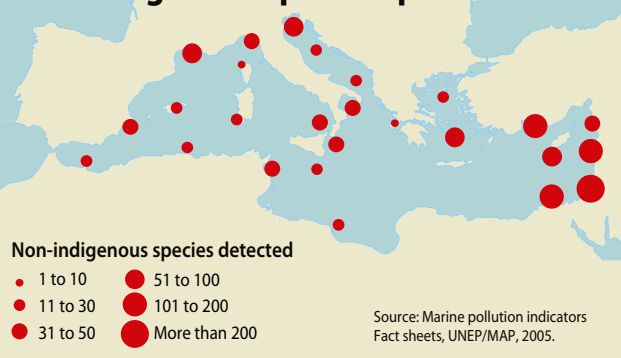 Non-indigenous species detected
1 to 10
51 to 100
11 to 30
101 to 200
31 to 50
More than 200
Source: Marine pollution indicators
Fact sheets, UNEP/MAP, 2005.